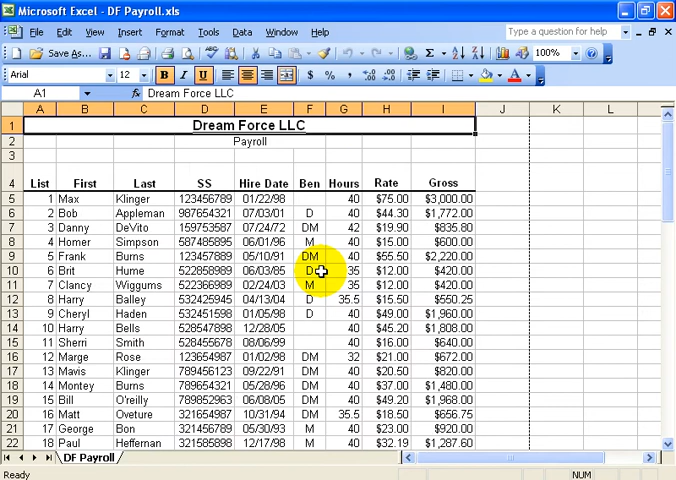 Microsoft Excel - DF Payroll.xls
File Edit View Insert Format Tools Data Window Help Type a question for help
Save As... Σ 100%
Arial 12 B I U $ % ,
A1 fx Dream Force LLC
A B C D E F G H I J K L
1 Dream Force LLC
2 Payroll
3
4 List First Last SS Hire Date Ben Hours Rate Gross
5 1 Max Klinger 123456789 01/22/98 40 $75.00 $3,000.00
6 2 Bob Appleman 987654321 07/03/01 D 40 $44.30 $1,772.00
7 3 Danny DeVito 159753587 07/24/72 DM 42 $19.90 $835.80
8 4 Homer Simpson 587485895 06/01/96 M 40 $15.00 $600.00
9 5 Frank Burns 123457889 05/10/91 DM 40 $55.50 $2,220.00
10 6 Brit Hume 522858989 06/03/85 D 35 $12.00 $420.00
11 7 Clancy Wiggums 522366989 02/24/03 M 35 $12.00 $420.00
12 8 Harry Balley 532425945 04/13/04 D 35.5 $15.50 $550.25
13 9 Cheryl Haden 532451598 01/05/98 D 40 $49.00 $1,960.00
14 10 Harry Bells 528547898 12/28/05 40 $45.20 $1,808.00
15 11 Sherri Smith 528455678 08/06/99 40 $16.00 $640.00
16 12 Marge Rose 123654987 01/02/98 DM 32 $21.00 $672.00
17 13 Mavis Klinger 789456123 09/22/91 DM 40 $20.50 $820.00
18 14 Montey Burns 789654321 05/28/96 DM 40 $37.00 $1,480.00
19 15 Bill O'reilly 789852963 06/08/05 DM 40 $49.20 $1,968.00
20 16 Matt Oveture 321654987 10/31/94 DM 35.5 $18.50 $656.75
21 17 George Bon 321456789 05/30/93 M 40 $23.00 $920.00
22 18 Paul Heffernan 321585898 12/17/98 M 40 $32.19 $1,287.60
DF Payroll
Ready NUM